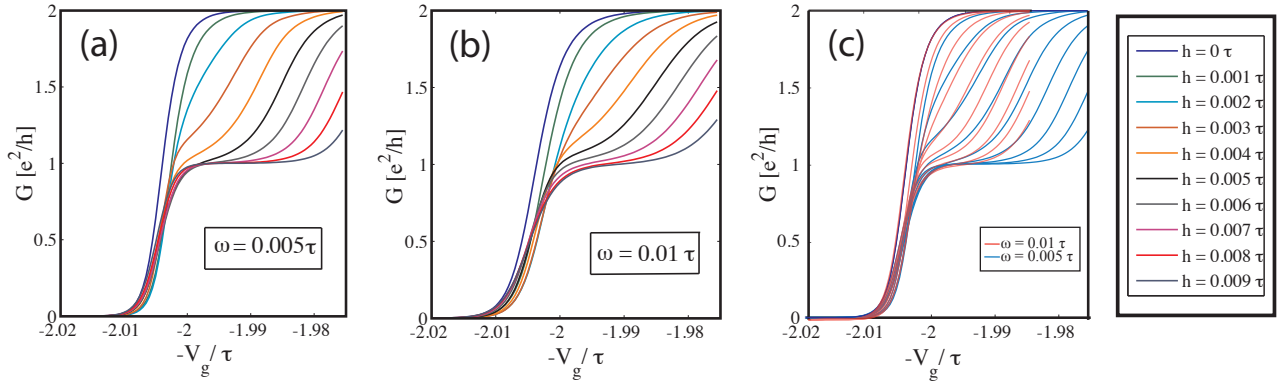 (a)
G [e²/h]
2
1.5
1
0.5
0
ω = 0.005τ
-2.02 -2.01 -2 -1.99 -1.98
-V_g / τ
(b)
G [e²/h]
2
1.5
1
0.5
0
ω = 0.01 τ
-2.02 -2.01 -2 -1.99 -1.98
-V_g / τ
(c)
G [e²/h]
2
1.5
1
0.5
0
ω = 0.01 τ
ω = 0.005 τ
-2.02 -2.01 -2 -1.99 -1.98
-V_g / τ
h = 0 τ
h = 0.001 τ
h = 0.002 τ
h = 0.003 τ
h = 0.004 τ
h = 0.005 τ
h = 0.006 τ
h = 0.007 τ
h = 0.008 τ
h = 0.009 τ